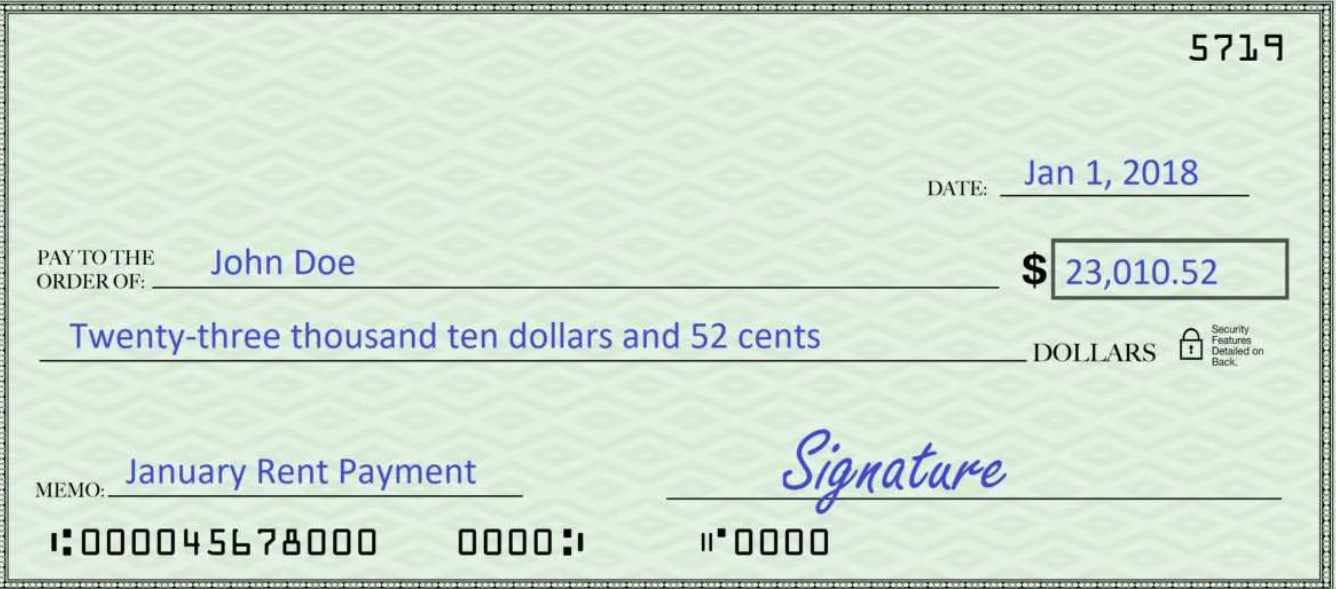 5719
DATE: Jan 1, 2018
PAY TO THE
ORDER OF: John Doe $ 23,010.52
Twenty-three thousand ten dollars and 52 cents DOLLARS
Security
Features
Detailed on
Back.
MEMO: January Rent Payment Signature
⑆000045678000 0000⑆ ⑈0000